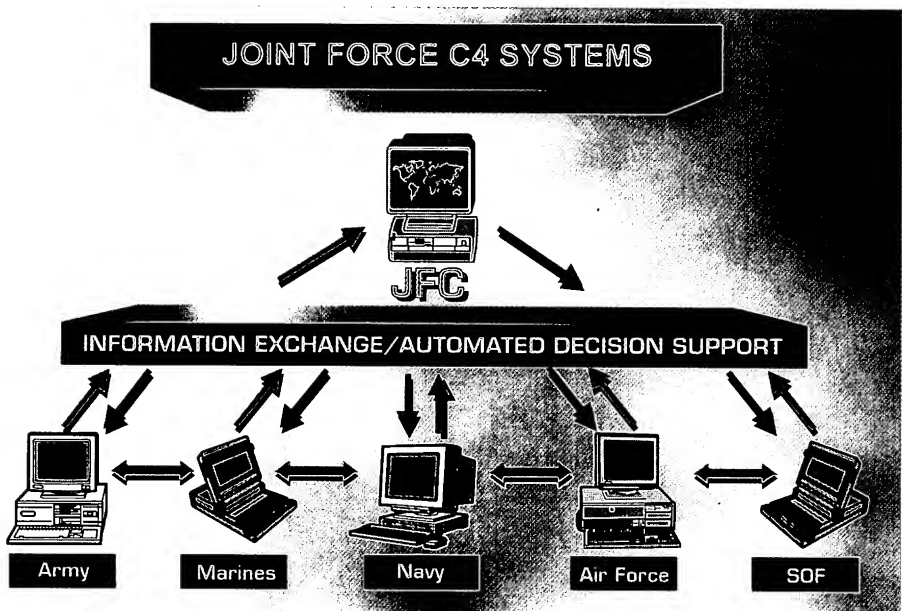 JOINT FORCE C4 SYSTEMS
JFC
INFORMATION EXCHANGE/AUTOMATED DECISION SUPPORT
Army
Marines
Navy
Air Force
SOF